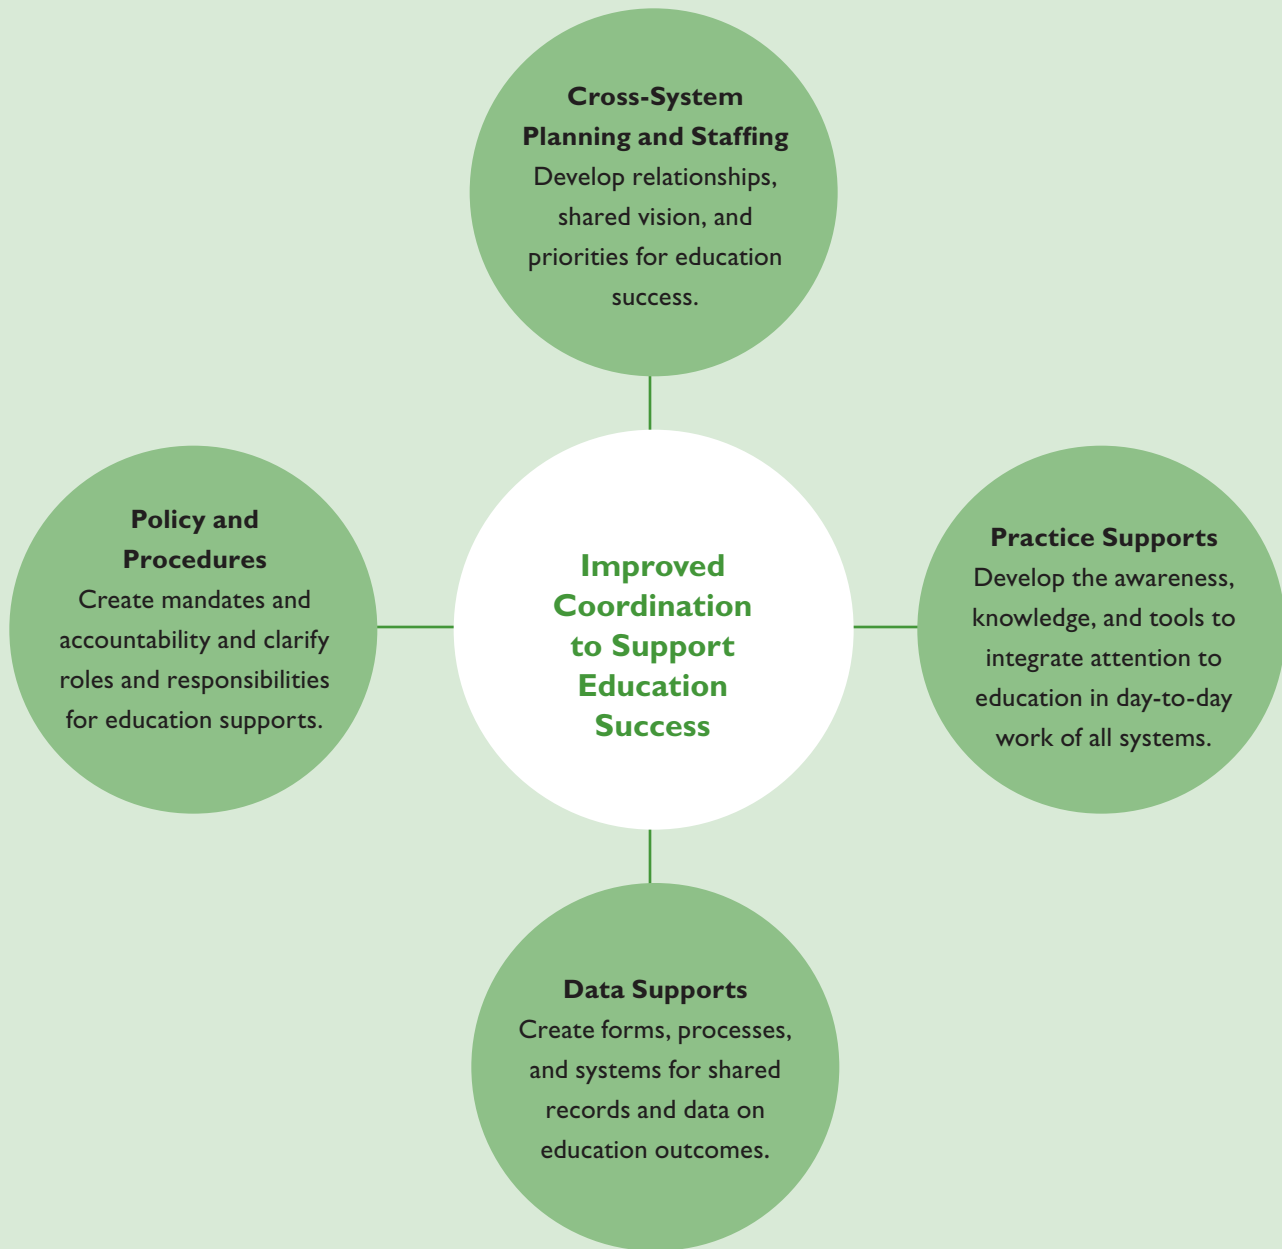 Cross-System
Planning and Staffing
Develop relationships,
shared vision, and
priorities for education
success.
Policy and
Procedures
Create mandates and
accountability and clarify
roles and responsibilities
for education supports.
Improved
Coordination
to Support
Education
Success
Practice Supports
Develop the awareness,
knowledge, and tools to
integrate attention to
education in day-to-day
work of all systems.
Data Supports
Create forms, processes,
and systems for shared
records and data on
education outcomes.